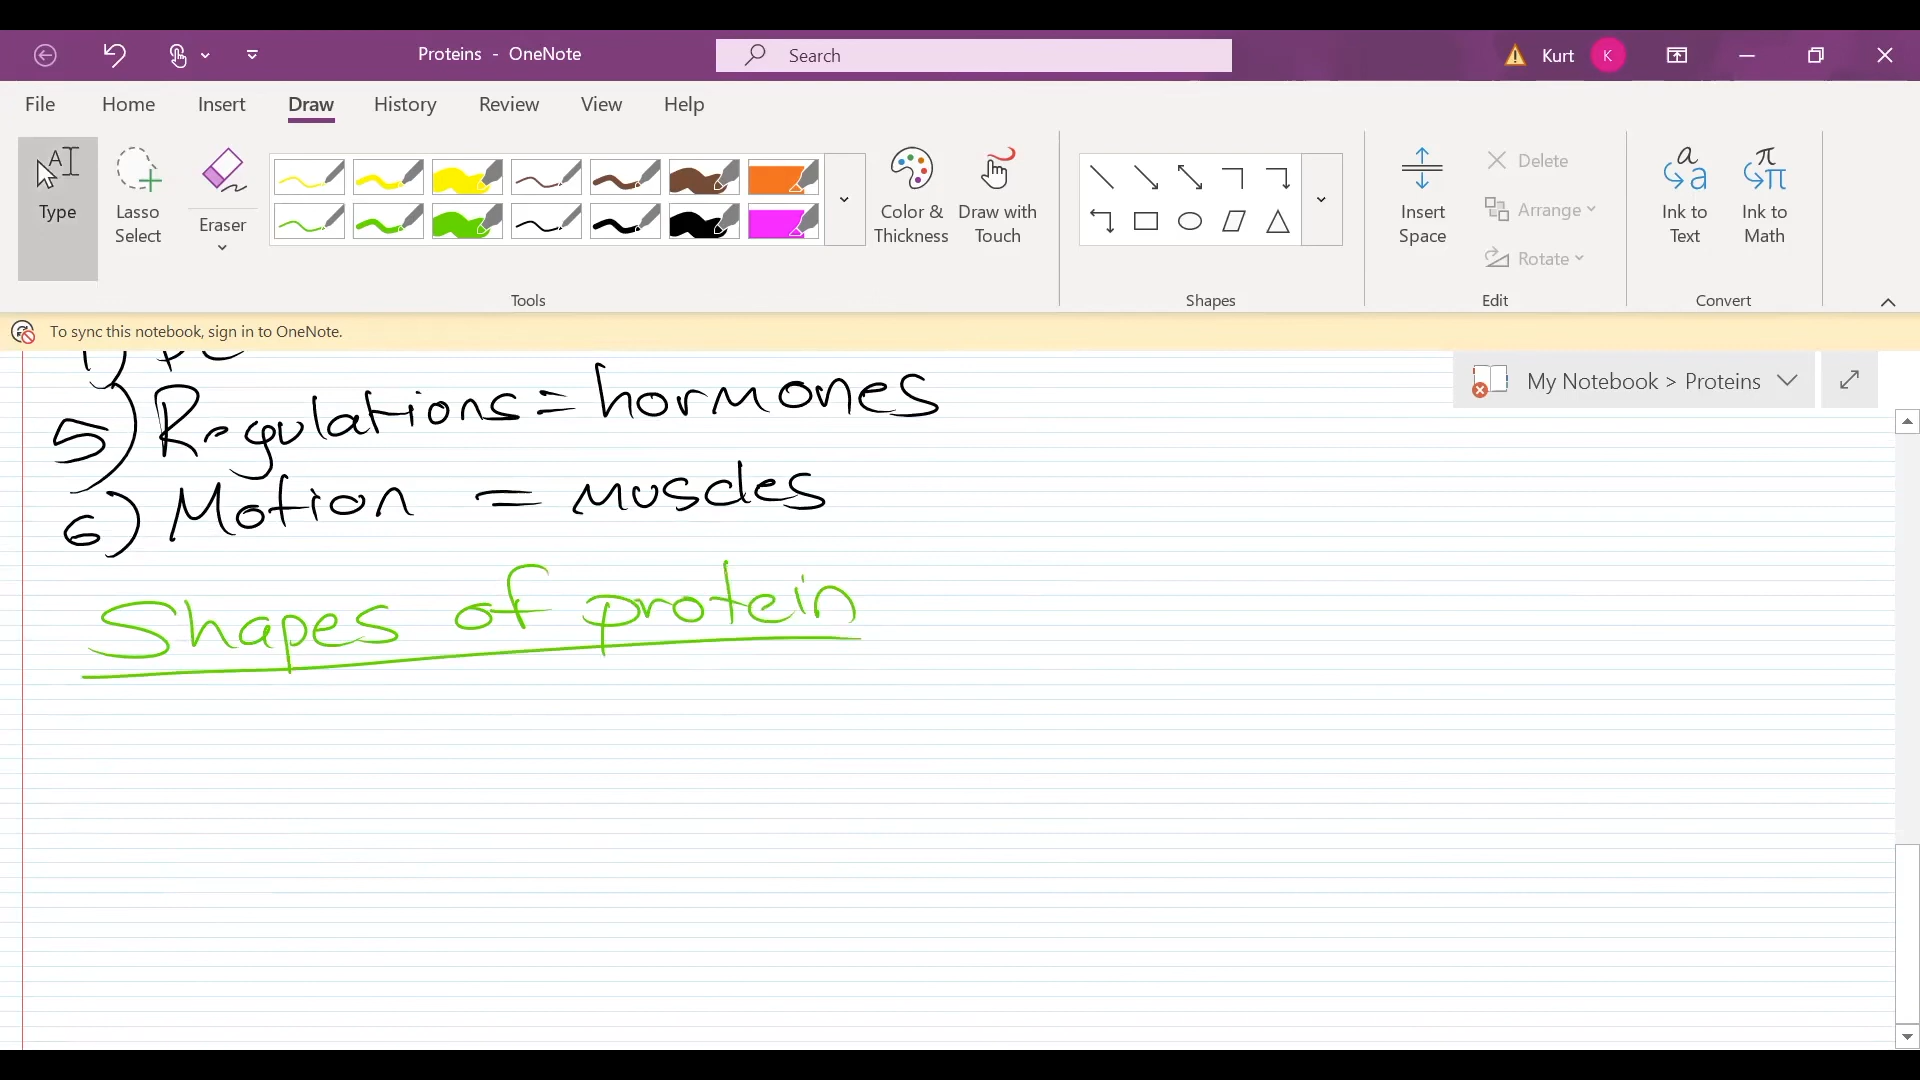 Proteins - OneNote
Search
Kurt
K
File Home Insert Draw History Review View Help
Type
Lasso Select
Eraser
Color & Thickness
Draw with Touch
Insert Space
Delete
Arrange
Rotate
Ink to Text
Ink to Math
Tools
Shapes
Edit
Convert
To sync this notebook, sign in to OneNote.
My Notebook > Proteins
5) Regulations = hormones
6) Motion = muscles
Shapes of protein